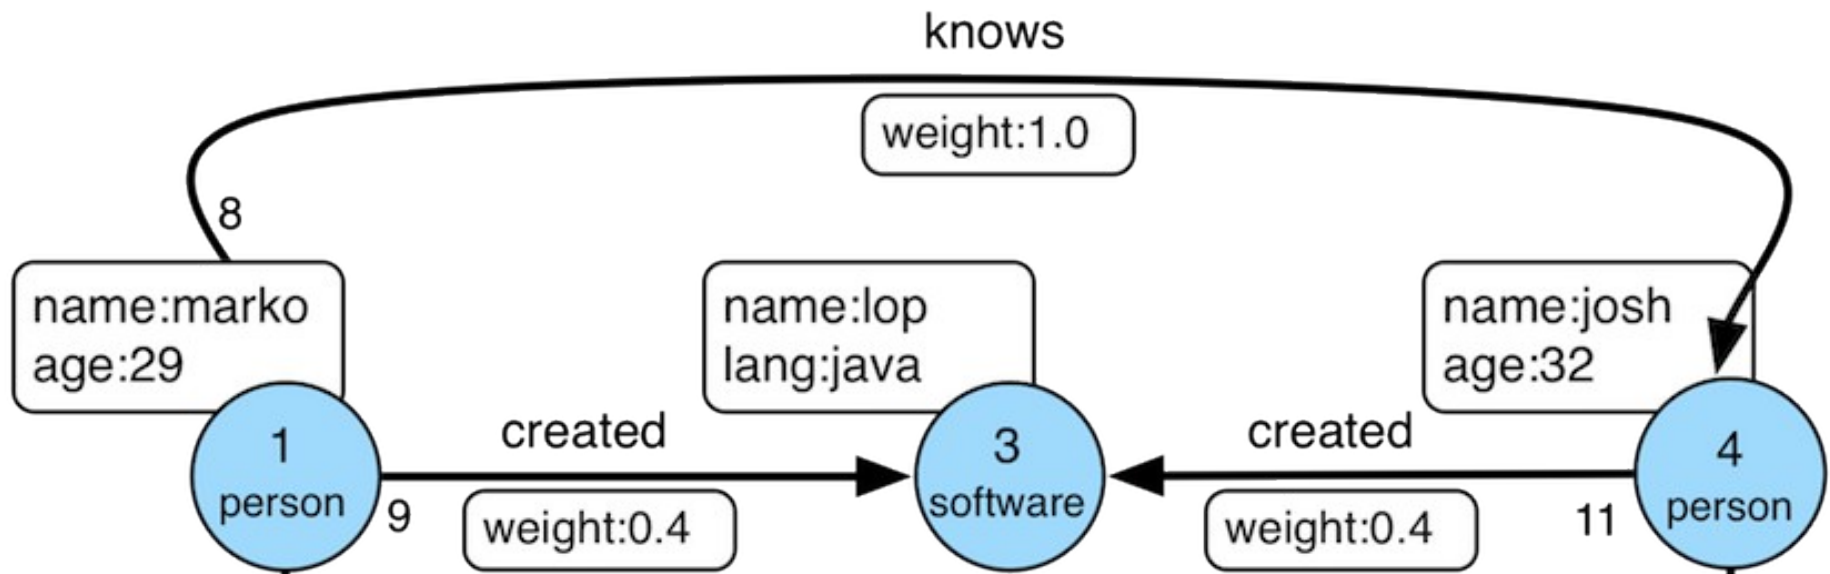 knows
weight:1.0
8
name:marko
age:29
name:lop
lang:java
name:josh
age:32
1
person
created
3
software
created
4
person
9
weight:0.4
weight:0.4
11